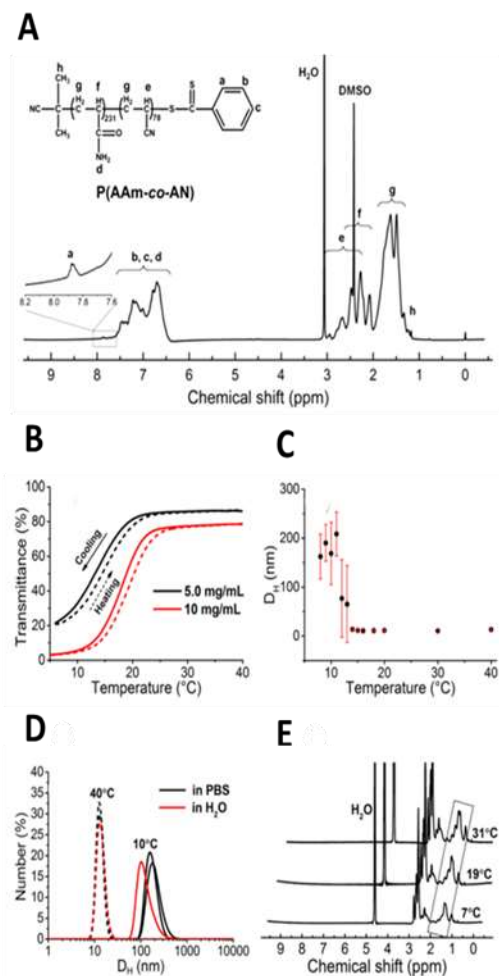 A
h
CH₃
g
f
g
e
a
b
NC
C
CH₂
C
CH₂
CH
S
C
S
c
231
78
CH₃
C=O
CN
NH₂
d
P(AAm-co-AN)
H₂O
DMSO
g
f
e
a
b, c, d
h
8.2 8.0 7.8 7.6
9 8 7 6 5 4 3 2 1 0
Chemical shift (ppm)
B
Transmittance (%)
100
80
60
40
20
0
Cooling
Heating
5.0 mg/mL
10 mg/mL
10 20 30 40
Temperature (°C)
C
D_H (nm)
300
200
100
0
10 20 30 40
Temperature (°C)
D
Number (%)
40
35
30
25
20
15
10
5
0
40°C
10°C
in PBS
in H₂O
1 10 100 1000 10000
D_H (nm)
E
H₂O
31°C
19°C
7°C
9 8 7 6 5 4 3 2 1 0
Chemical shift (ppm)